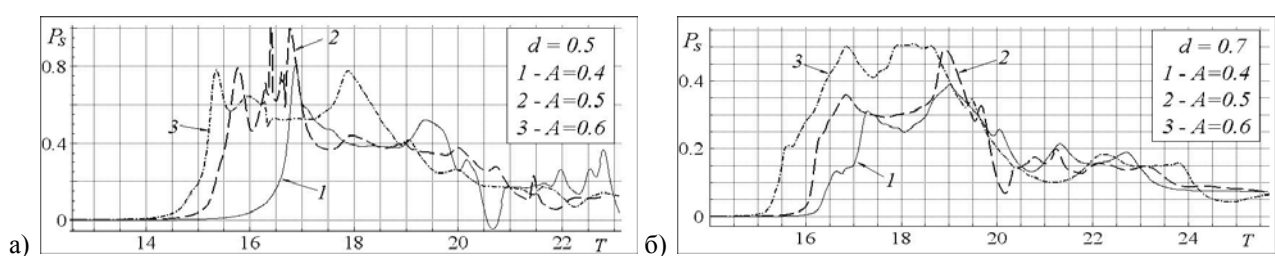 а)
P_S
0.8
0.4
0
14 16 18 20 22 T
d = 0.5
1 - A=0.4
2 - A=0.5
3 - A=0.6
1
2
3
б)
P_S
0.4
0.2
0
16 18 20 22 24 T
d = 0.7
1 - A=0.4
2 - A=0.5
3 - A=0.6
1
2
3